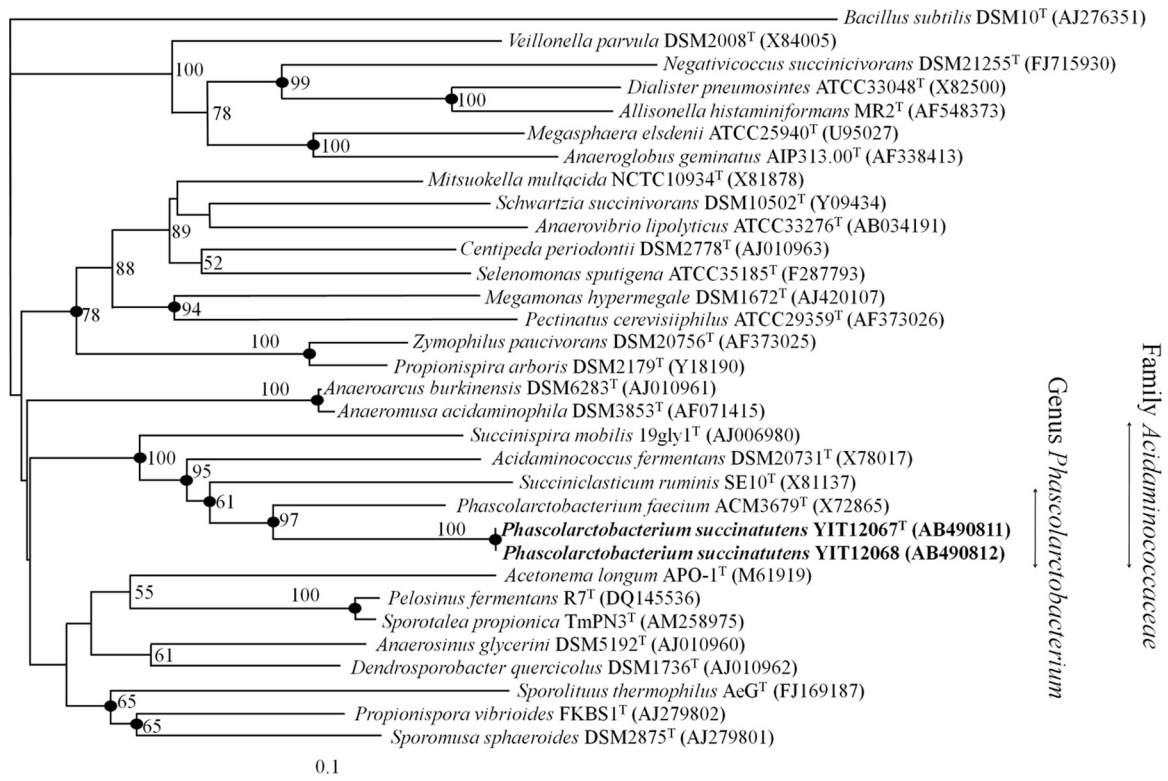 Bacillus subtilis DSM10ᵀ (AJ276351)
Veillonella parvula DSM2008ᵀ (X84005)
100
Negativicoccus succinicivorans DSM21255ᵀ (FJ715930)
99
Dialister pneumosintes ATCC33048ᵀ (X82500)
100
78
Allisonella histaminiformans MR2ᵀ (AF548373)
Megasphaera elsdenii ATCC25940ᵀ (U95027)
100
Anaeroglobus geminatus AIP313.00ᵀ (AF338413)
Mitsuokella multacida NCTC10934ᵀ (X81878)
Schwartzia succinivorans DSM10502ᵀ (Y09434)
89
Anaerovibrio lipolyticus ATCC33276ᵀ (AB034191)
Centipeda periodontii DSM2778ᵀ (AJ010963)
88
52
Selenomonas sputigena ATCC35185ᵀ (F287793)
Megamonas hypermegale DSM1672ᵀ (AJ420107)
78
94
Pectinatus cerevisiiphilus ATCC29359ᵀ (AF373026)
100
Zymophilus paucivorans DSM20756ᵀ (AF373025)
Propionispira arboris DSM2179ᵀ (Y18190)
100
Anaeroarcus burkinensis DSM6283ᵀ (AJ010961)
Anaeromusa acidaminophila DSM3853ᵀ (AF071415)
Succinispira mobilis 19gly1ᵀ (AJ006980)
100
Acidaminococcus fermentans DSM20731ᵀ (X78017)
95
Succiniclasticum ruminis SE10ᵀ (X81137)
61
Phascolarctobacterium faecium ACM3679ᵀ (X72865)
97
100
Phascolarctobacterium succinatutens YIT12067ᵀ (AB490811)
Phascolarctobacterium succinatutens YIT12068 (AB490812)
Acetonema longum APO-1ᵀ (M61919)
55
100
Pelosinus fermentans R7ᵀ (DQ145536)
Sporotalea propionica TmPN3ᵀ (AM258975)
Anaerosinus glycerini DSM5192ᵀ (AJ010960)
61
Dendrosporobacter quercicolus DSM1736ᵀ (AJ010962)
Sporolituus thermophilus AeGᵀ (FJ169187)
65
Propionispora vibrioides FKBS1ᵀ (AJ279802)
65
Sporomusa sphaeroides DSM2875ᵀ (AJ279801)
0.1
Genus Phascolarctobacterium
Family Acidaminococcaceae